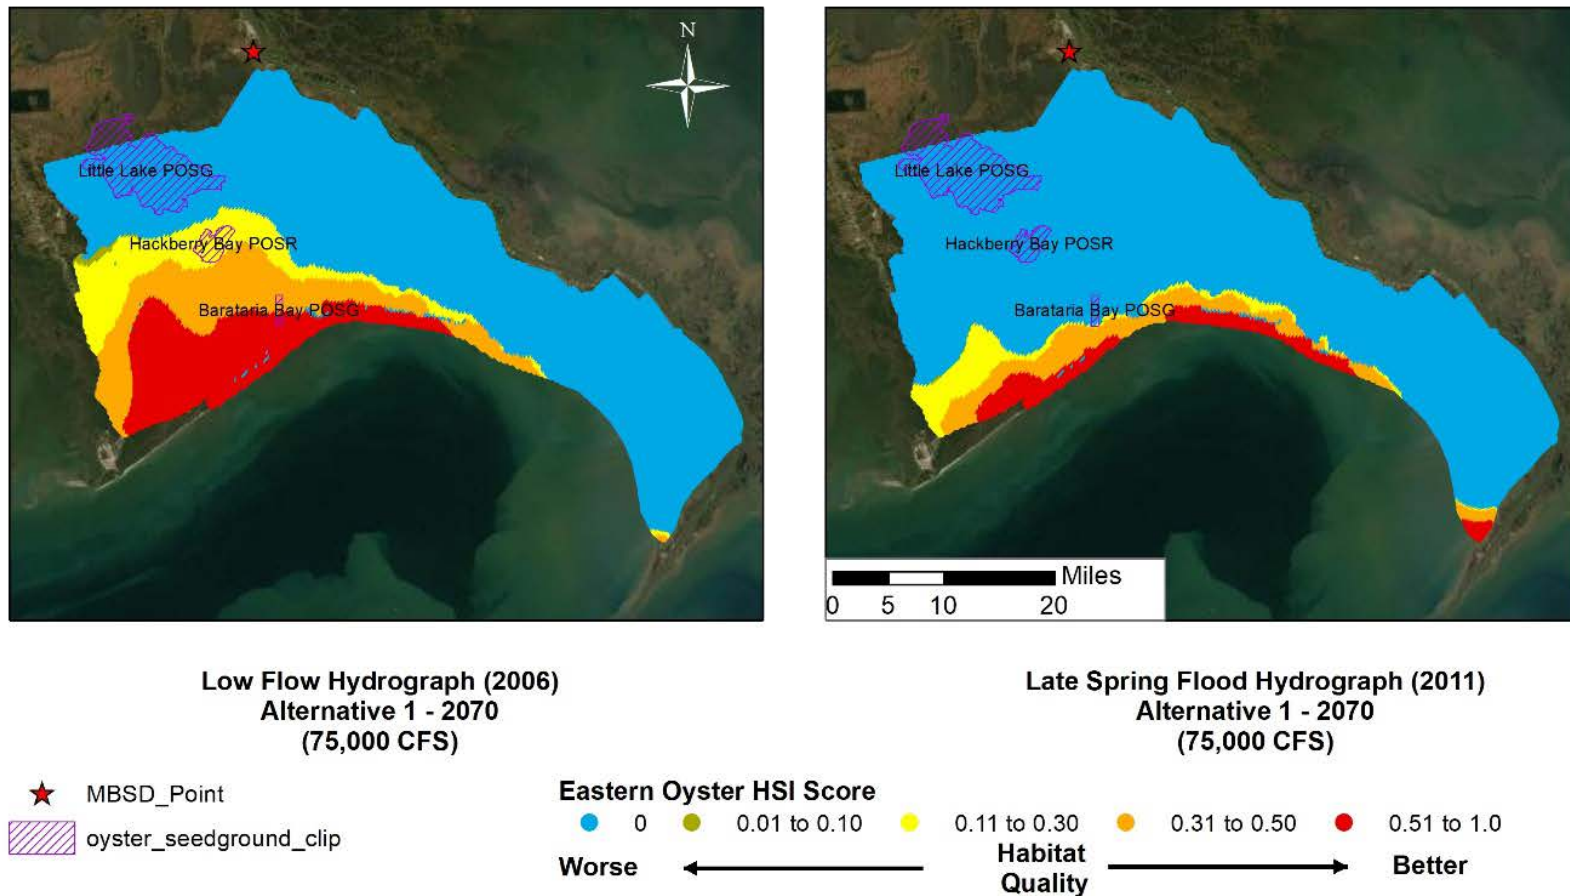 N
Little Lake POSG
Hackberry Bay POSR
Barataria Bay POSG
Little Lake POSG
Hackberry Bay POSR
Barataria Bay POSG
Miles
0 5 10 20
Low Flow Hydrograph (2006)
Alternative 1 - 2070
(75,000 CFS)
Late Spring Flood Hydrograph (2011)
Alternative 1 - 2070
(75,000 CFS)
MBSD_Point
oyster_seedground_clip
Eastern Oyster HSI Score
0 0.01 to 0.10 0.11 to 0.30 0.31 to 0.50 0.51 to 1.0
Worse Habitat Better
Quality